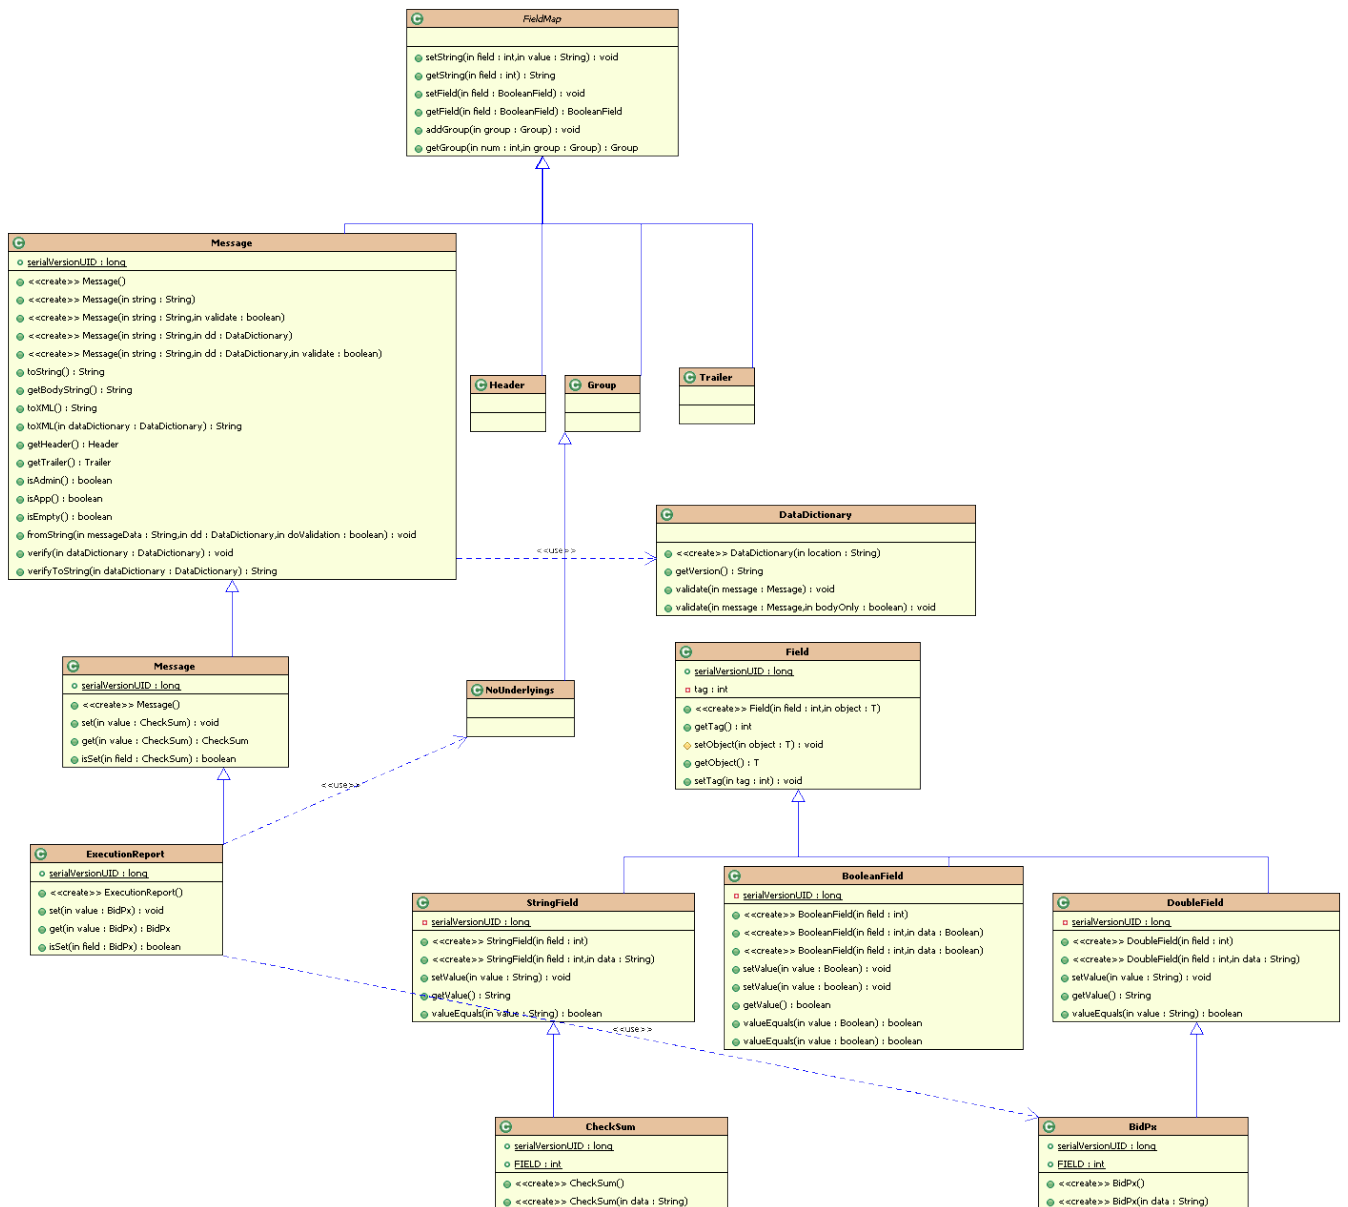 FieldMap
setString(in field : int,in value : String) : void
getString(in field : int) : String
setField(in field : BooleanField) : void
getField(in field : BooleanField) : BooleanField
addGroup(in group : Group) : void
getGroup(in num : int,in group : Group) : Group
Message
serialVersionUID : long
<<create>> Message()
<<create>> Message(in string : String)
<<create>> Message(in string : String,in validate : boolean)
<<create>> Message(in string : String,in dd : DataDictionary)
<<create>> Message(in string : String,in dd : DataDictionary,in validate : boolean)
toString() : String
getBodyString() : String
toXML() : String
toXML(in dataDictionary : DataDictionary) : String
getHeader() : Header
getTrailer() : Trailer
isAdmin() : boolean
isApp() : boolean
isEmpty() : boolean
fromString(in messageData : String,in dd : DataDictionary,in doValidation : boolean) : void
verify(in dataDictionary : DataDictionary) : void
verifyToString(in dataDictionary : DataDictionary) : String
Header
Group
Trailer
<<use>>
DataDictionary
<<create>> DataDictionary(in location : String)
getVersion() : String
validate(in message : Message) : void
validate(in message : Message,in bodyOnly : boolean) : void
Message
serialVersionUID : long
<<create>> Message()
set(in value : CheckSum) : void
get(in value : CheckSum) : CheckSum
isSet(in field : CheckSum) : boolean
NoUnderlyings
<<use>>
Field
serialVersionUID : long
tag : int
<<create>> Field(in field : int,in object : T)
getTag() : int
setObject(in object : T) : void
getObject() : T
setTag(in tag : int) : void
ExecutionReport
serialVersionUID : long
<<create>> ExecutionReport()
set(in value : BidPx) : void
get(in value : BidPx) : BidPx
isSet(in field : BidPx) : boolean
StringField
serialVersionUID : long
<<create>> StringField(in field : int)
<<create>> StringField(in field : int,in data : String)
setValue(in value : String) : void
getValue() : String
valueEquals(in value : String) : boolean
<<use>>
BooleanField
serialVersionUID : long
<<create>> BooleanField(in field : int)
<<create>> BooleanField(in field : int,in data : Boolean)
<<create>> BooleanField(in field : int,in data : boolean)
setValue(in value : Boolean) : void
setValue(in value : boolean) : void
getValue() : boolean
valueEquals(in value : Boolean) : boolean
valueEquals(in value : boolean) : boolean
DoubleField
serialVersionUID : long
<<create>> DoubleField(in field : int)
<<create>> DoubleField(in field : int,in data : String)
setValue(in value : String) : void
getValue() : String
valueEquals(in value : String) : boolean
CheckSum
serialVersionUID : long
FIELD : int
<<create>> CheckSum()
<<create>> CheckSum(in data : String)
BidPx
serialVersionUID : long
FIELD : int
<<create>> BidPx()
<<create>> BidPx(in data : String)